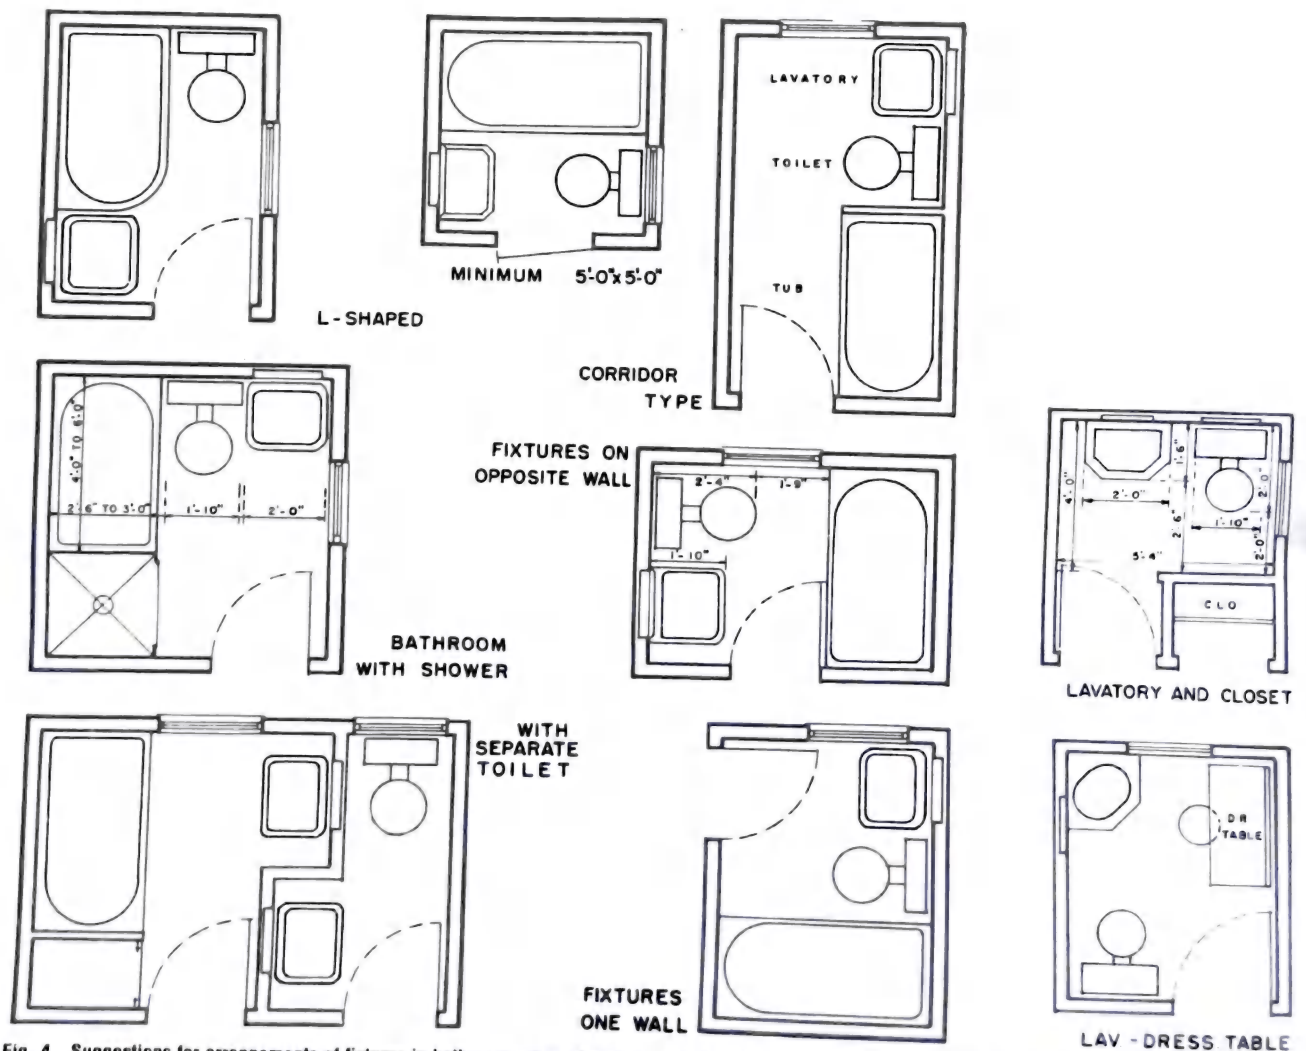 L-SHAPED
MINIMUM 5'-0"x5'-0"
LAVATORY
TOILET
TUB
CORRIDOR
TYPE
4'-0" TO 6'-0"
2'-6" TO 3'-0"
1'-10"
2'-0"
BATHROOM
WITH SHOWER
FIXTURES ON
OPPOSITE WALL
2'-4"
1'-9"
1'-10"
4'-0"
2'-0"
1'-6"
2'-6"
1'-10"
2'-0"
2'-0"
5'-4"
CLO
LAVATORY AND CLOSET
WITH
SEPARATE
TOILET
FIXTURES
ONE WALL
DR
TABLE
LAV.-DRESS TABLE
Fig. 4 Suggestions for arrangements of fixtures in